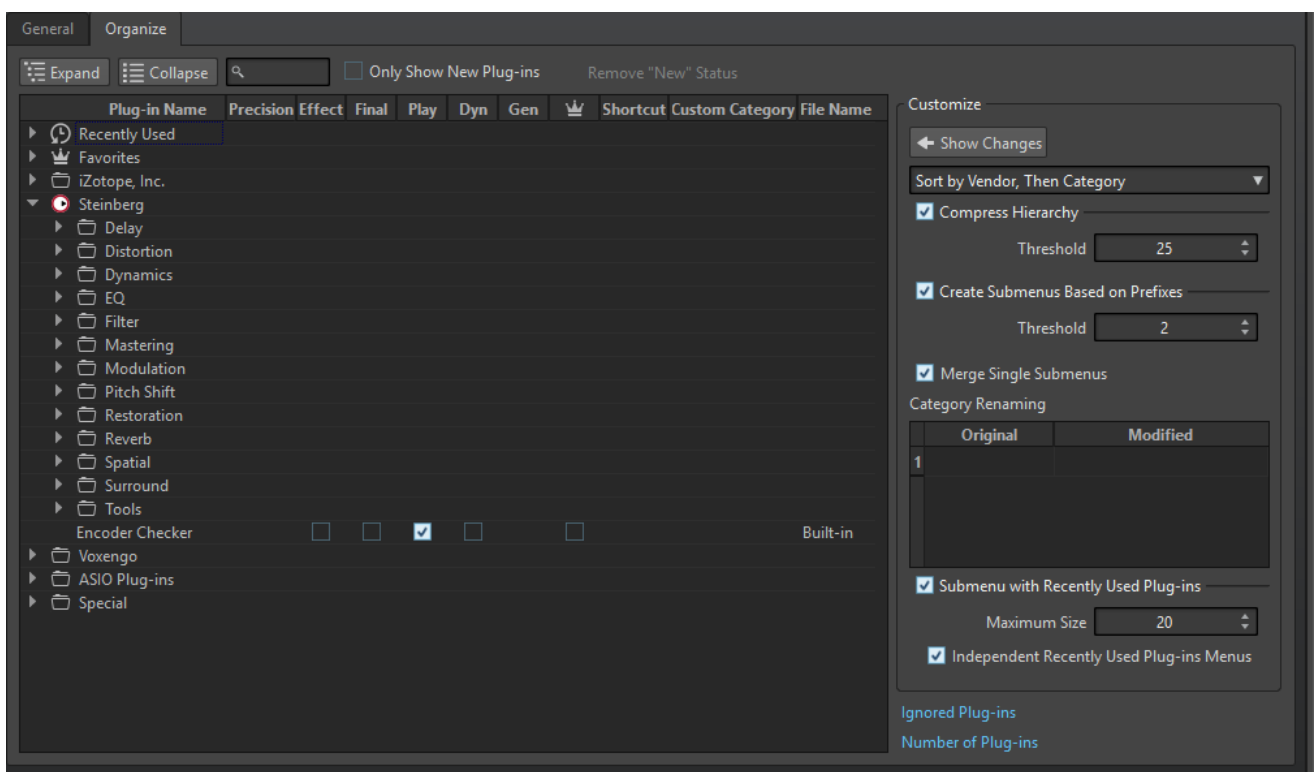 General Organize
Expand Collapse Only Show New Plug-ins Remove "New" Status
Plug-in Name Precision Effect Final Play Dyn Gen Shortcut Custom Category File Name
Recently Used
Favorites
iZotope, Inc.
Steinberg
Delay
Distortion
Dynamics
EQ
Filter
Mastering
Modulation
Pitch Shift
Restoration
Reverb
Spatial
Surround
Tools
Encoder Checker Built-in
Voxengo
ASIO Plug-ins
Special
Customize
Show Changes
Sort by Vendor, Then Category
Compress Hierarchy
Threshold 25
Create Submenus Based on Prefixes
Threshold 2
Merge Single Submenus
Category Renaming
Original Modified
1
Submenu with Recently Used Plug-ins
Maximum Size 20
Independent Recently Used Plug-ins Menus
Ignored Plug-ins
Number of Plug-ins